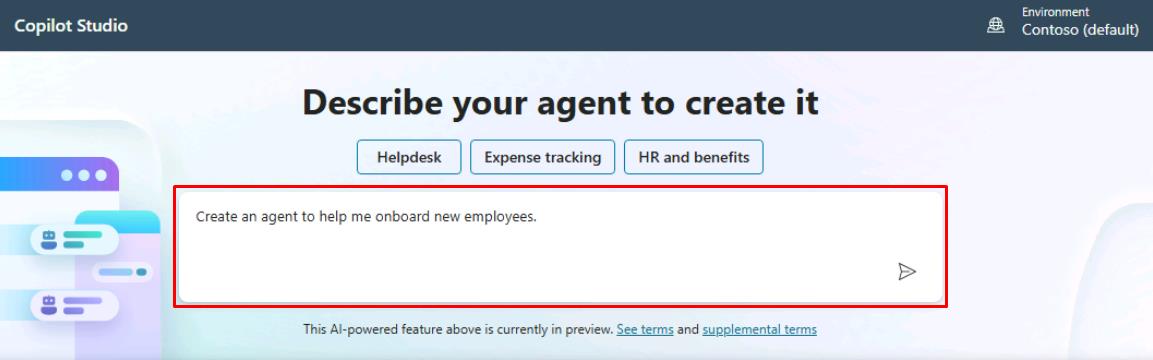 Copilot Studio
Environment
Contoso (default)
Describe your agent to create it
Helpdesk
Expense tracking
HR and benefits
Create an agent to help me onboard new employees.
This AI-powered feature above is currently in preview. See terms and supplemental terms